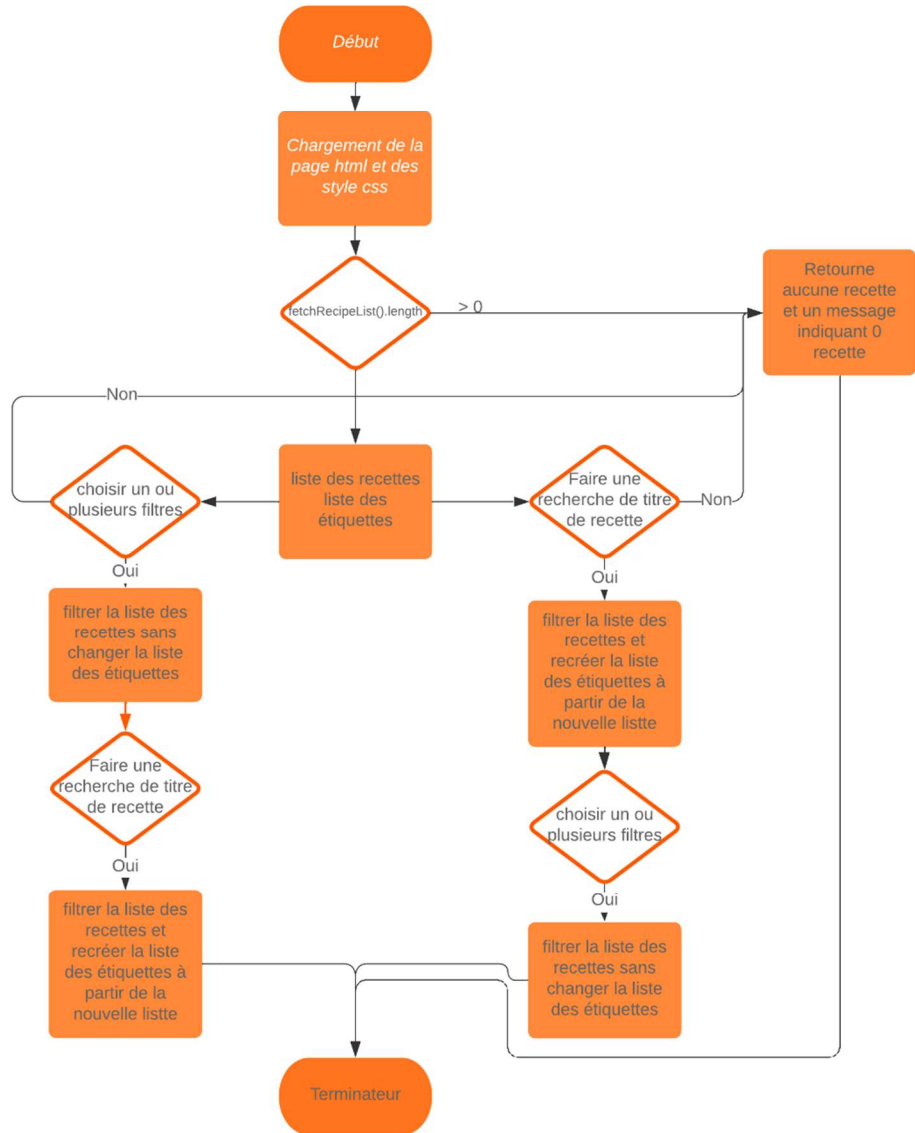 Début
Chargement de la
page html et des
style css
fetchRecipeList().length
> 0
Retourne
aucune recette
et un message
indiquant 0
recette
Non
choisir un ou
plusieurs filtres
liste des recettes
liste des
étiquettes
Faire une
recherche de titre
de recette
Non
Oui
Oui
filtrer la liste des
recettes sans
changer la liste
des étiquettes
filtrer la liste des
recettes et
recréer la liste
des étiquettes à
partir de la
nouvelle listte
Faire une
recherche de titre
de recette
choisir un ou
plusieurs filtres
Oui
Oui
filtrer la liste des
recettes et
recréer la liste
des étiquettes à
partir de la
nouvelle listte
filtrer la liste des
recettes sans
changer la liste
des étiquettes
Terminateur